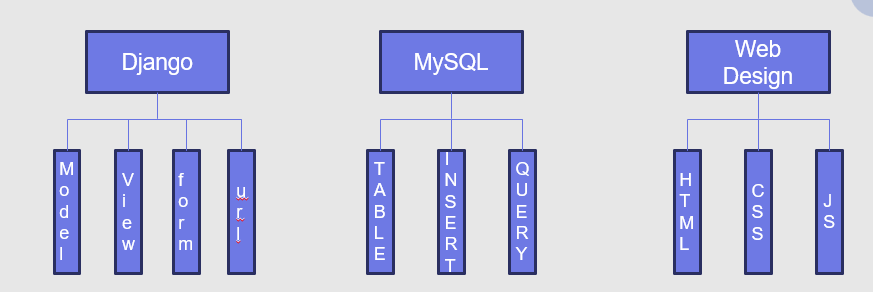 Django
MySQL
Web
Design
Model
View
form
url
TABLE
INSERT
QUERY
HTML
CSS
JS